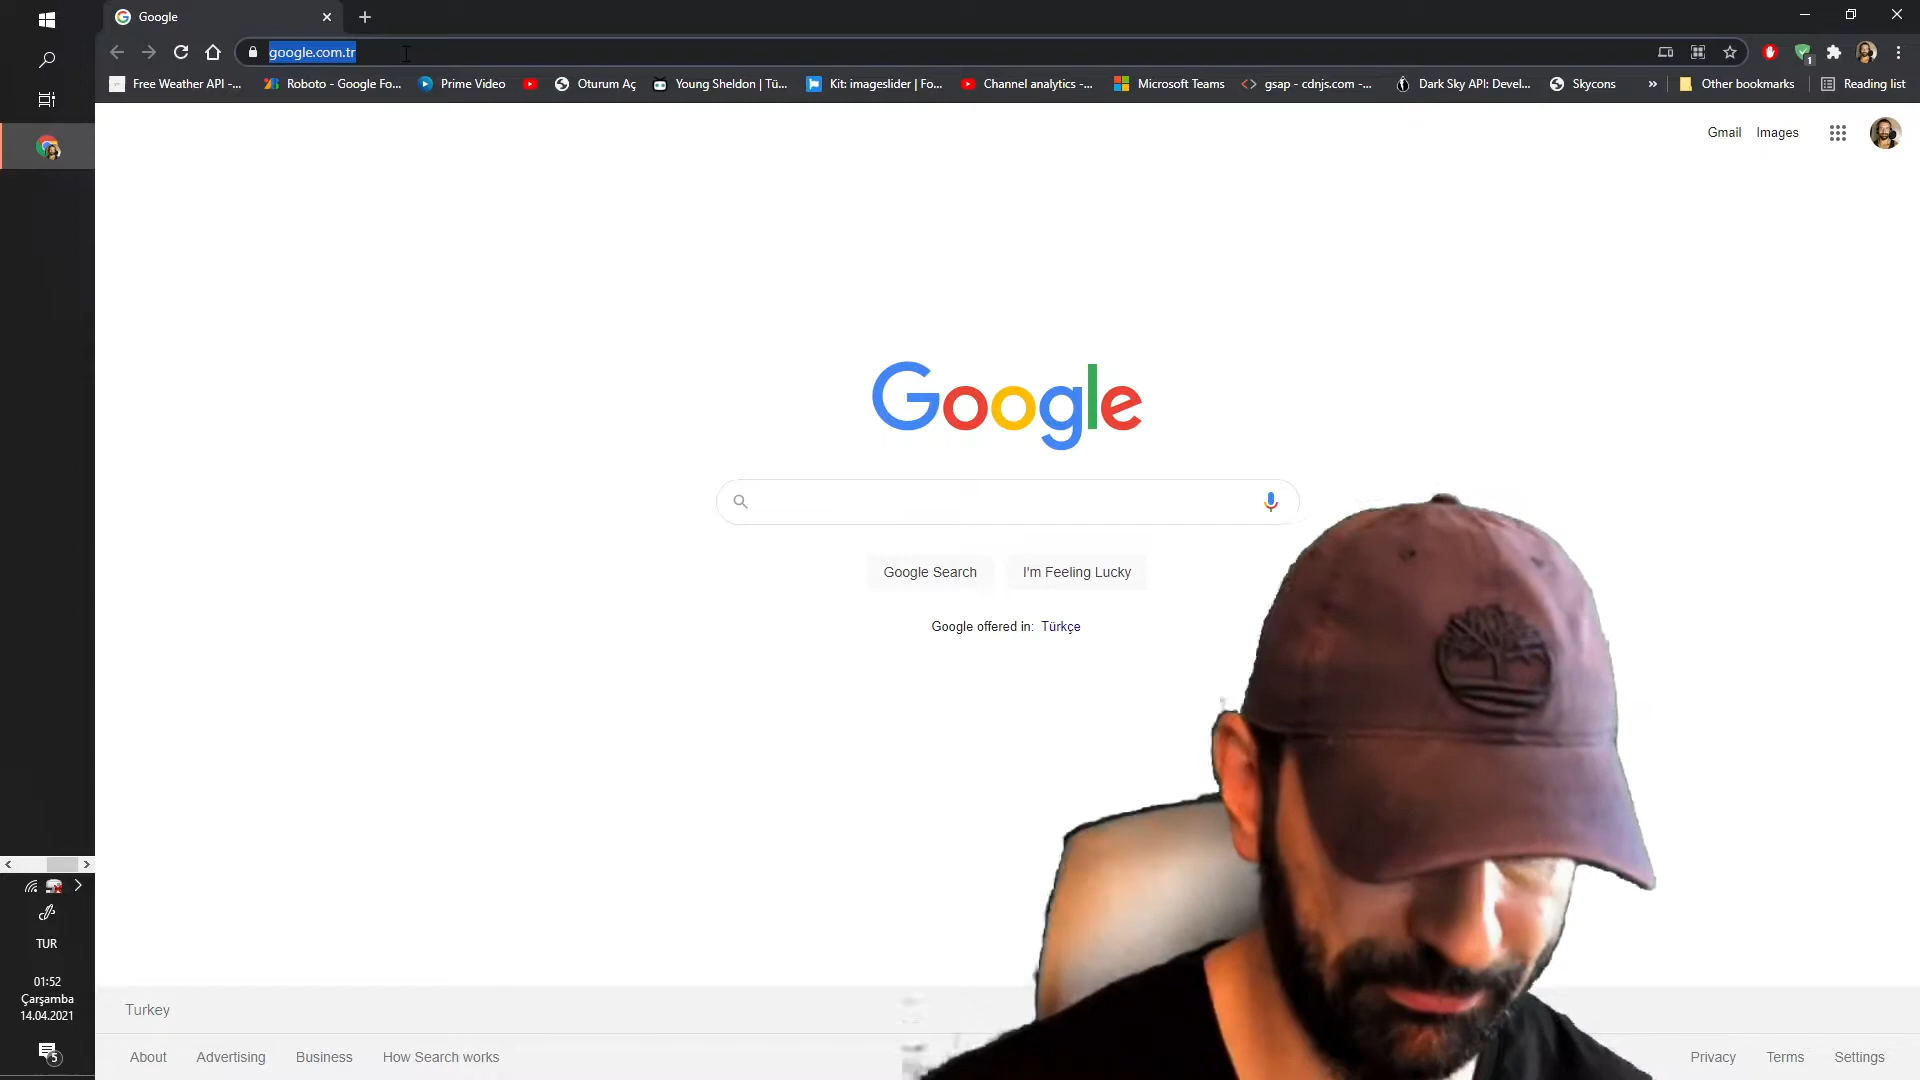 Google
google.com.tr
Free Weather API -...
Roboto - Google Fo...
Prime Video
Oturum Aç
Young Sheldon | Tü...
Kit: imageslider | Fo...
Channel analytics -...
Microsoft Teams
gsap - cdnjs.com -...
Dark Sky API: Devel...
Skycons
»
Other bookmarks
Reading list
1
Gmail
Images
Google
Google Search
I'm Feeling Lucky
Google offered in: Türkçe
TUR
01:52
Çarşamba
14.04.2021
5
Turkey
About
Advertising
Business
How Search works
Privacy
Terms
Settings